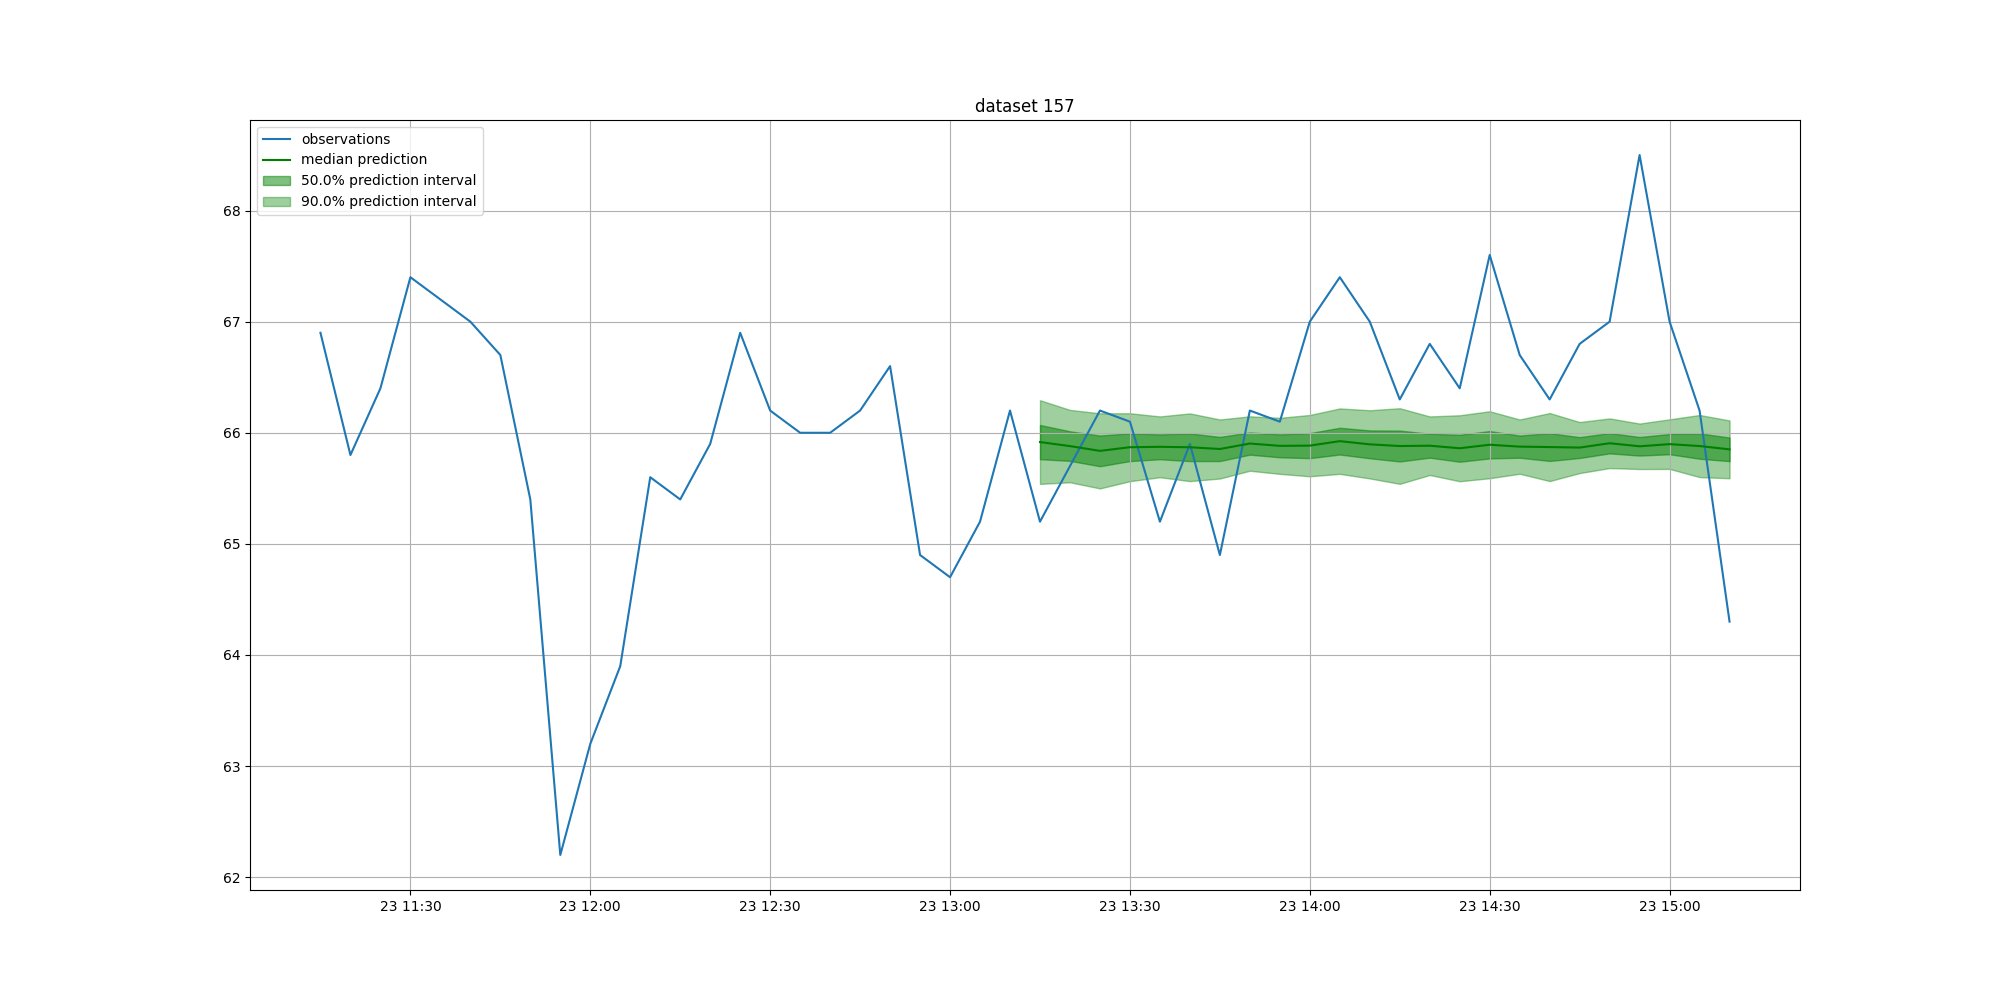 dataset 157
observations
median prediction
50.0% prediction interval
90.0% prediction interval
68
67
66
65
64
63
62
23 11:30 23 12:00 23 12:30 23 13:00 23 13:30 23 14:00 23 14:30 23 15:00